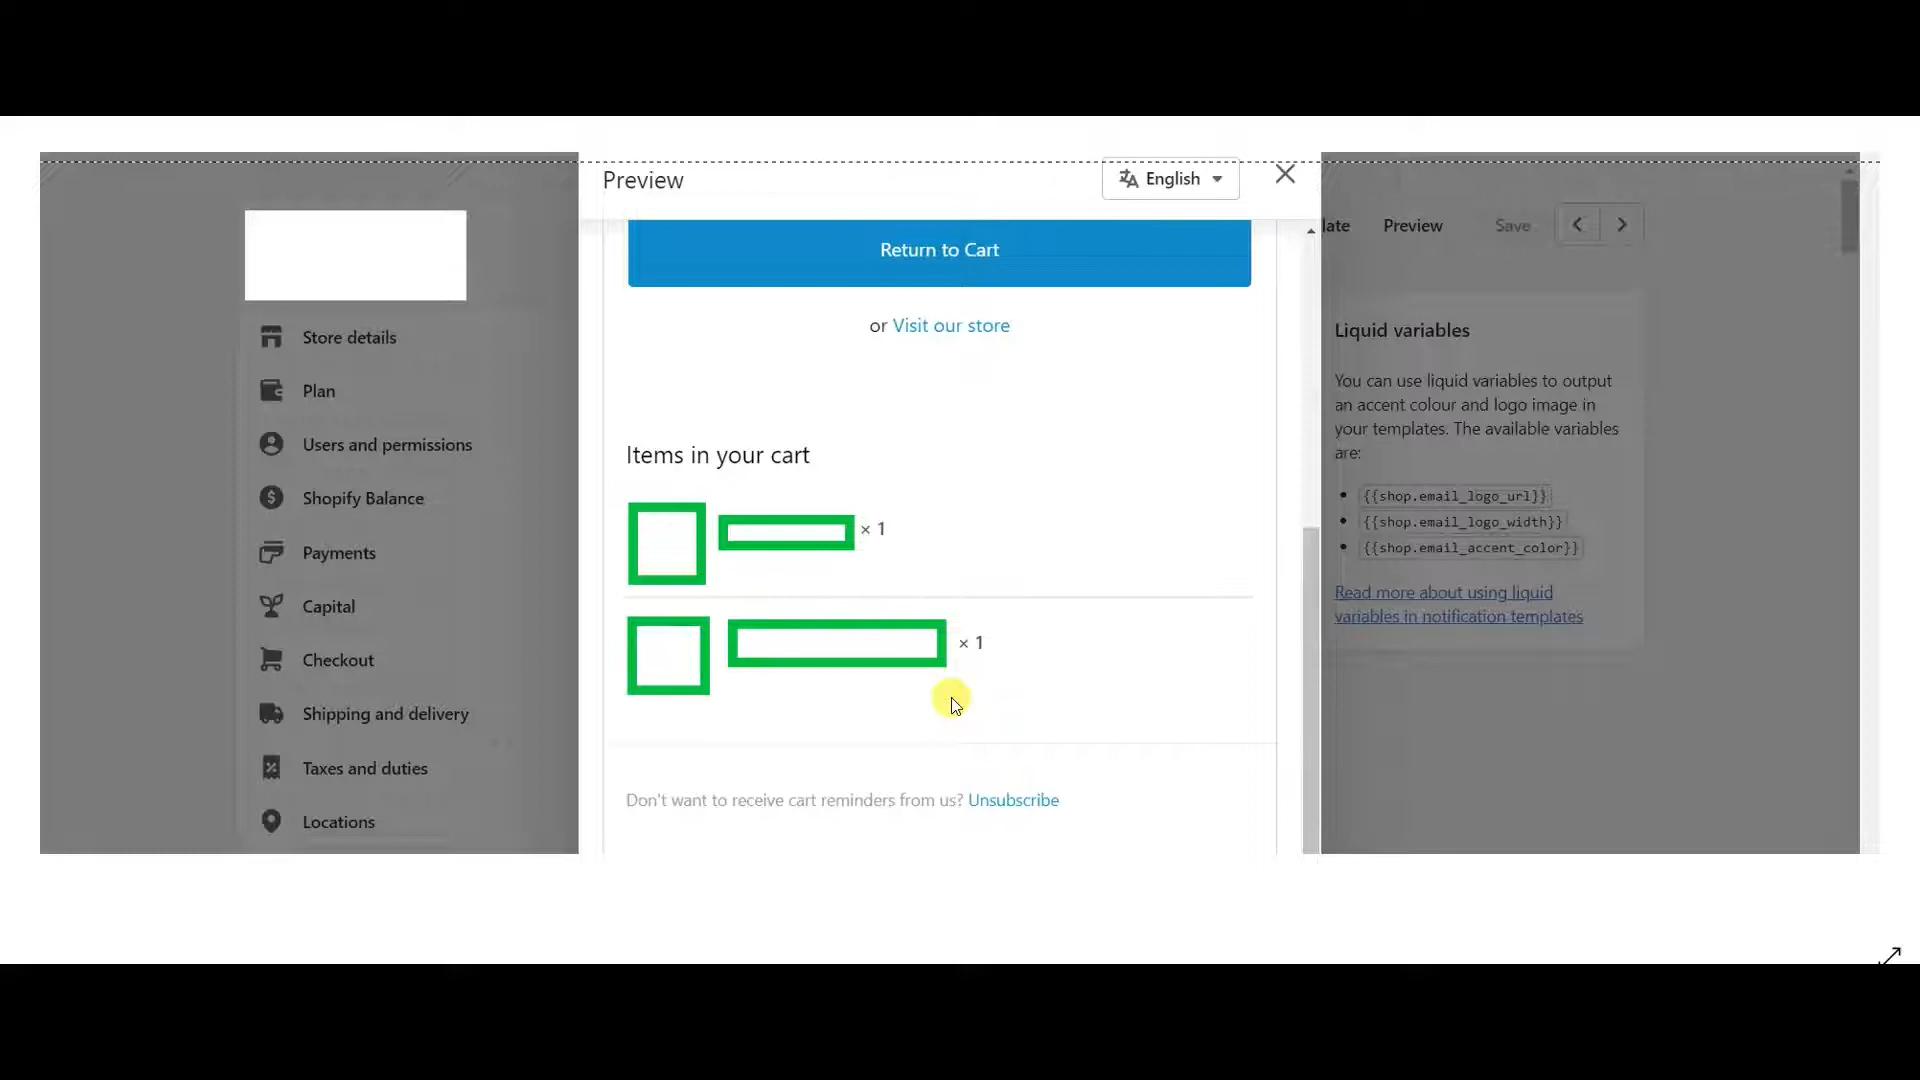 Preview
English
Return to Cart
or Visit our store
Items in your cart
× 1
× 1
Don't want to receive cart reminders from us? Unsubscribe
Store details
Plan
Users and permissions
Shopify Balance
Payments
Capital
Checkout
Shipping and delivery
Taxes and duties
Locations
late
Preview
Save
Liquid variables
You can use liquid variables to output
an accent colour and logo image in
your templates. The available variables
are:
{{shop.email_logo_url}}
{{shop.email_logo_width}}
{{shop.email_accent_color}}
Read more about using liquid
variables in notification templates